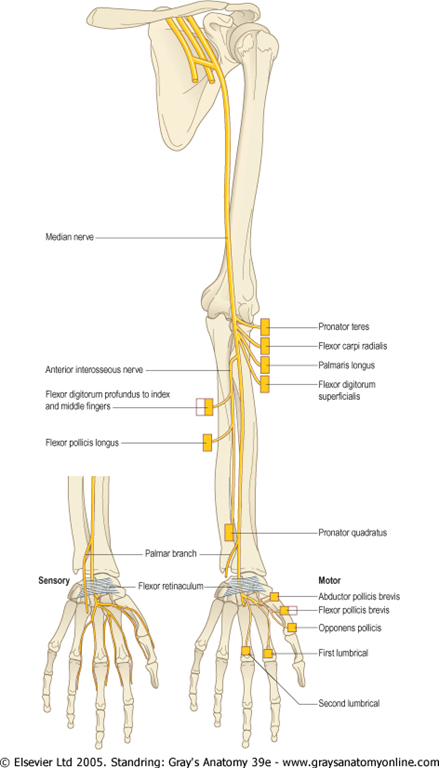 Median nerve
Pronator teres
Flexor carpi radialis
Anterior interosseous nerve
Palmaris longus
Flexor digitorum profundus to index
and middle fingers
Flexor digitorum
superficialis
Flexor pollicis longus
Pronator quadratus
Palmar branch
Sensory
Flexor retinaculum
Motor
Abductor pollicis brevis
Flexor pollicis brevis
Opponens pollicis
First lumbrical
Second lumbrical
© Elsevier Ltd 2005. Standring: Gray's Anatomy 39e - www.graysanatomyonline.com